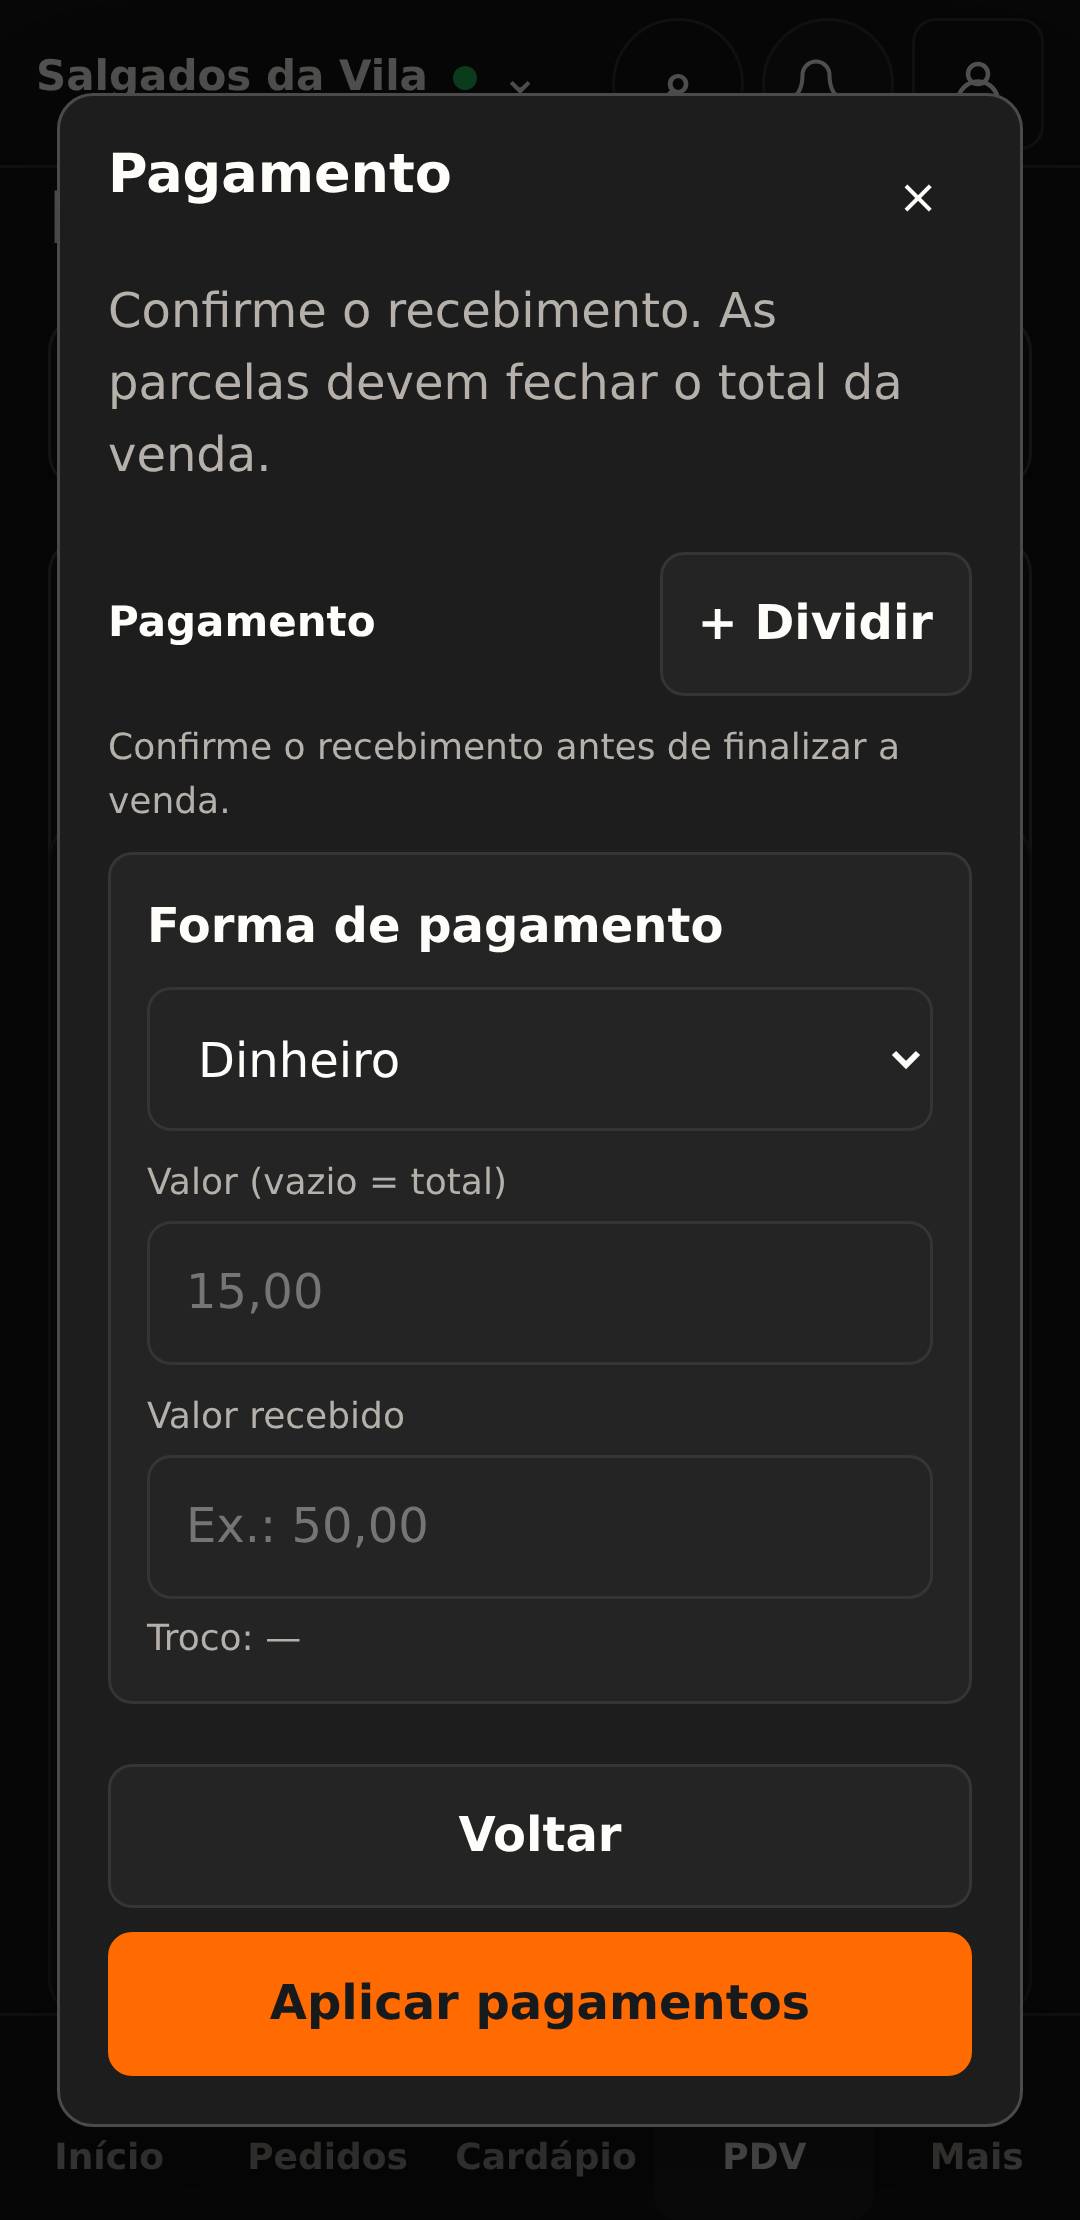 Salgados da Vila
Pagamento
Confirme o recebimento. As
parcelas devem fechar o total da
venda.
Pagamento
+ Dividir
Confirme o recebimento antes de finalizar a
venda.
Forma de pagamento
Dinheiro
Valor (vazio = total)
15,00
Valor recebido
Ex.: 50,00
Troco: —
Voltar
Aplicar pagamentos
Início
Pedidos
Cardápio
PDV
Mais